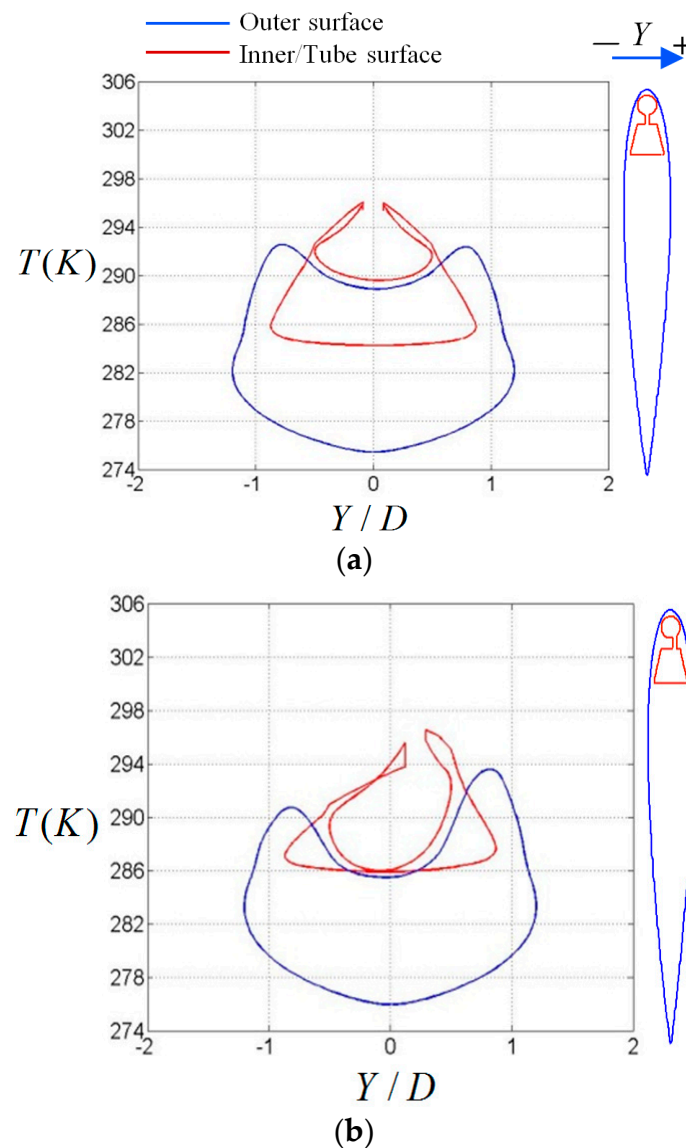 Outer surface
Inner/Tube surface
− Y +
306
302
298
294
290
286
282
278
274
T(K)
-2 -1 0 1 2
Y / D
(a)
306
302
298
294
290
286
282
278
274
T(K)
-2 -1 0 1 2
Y / D
(b)